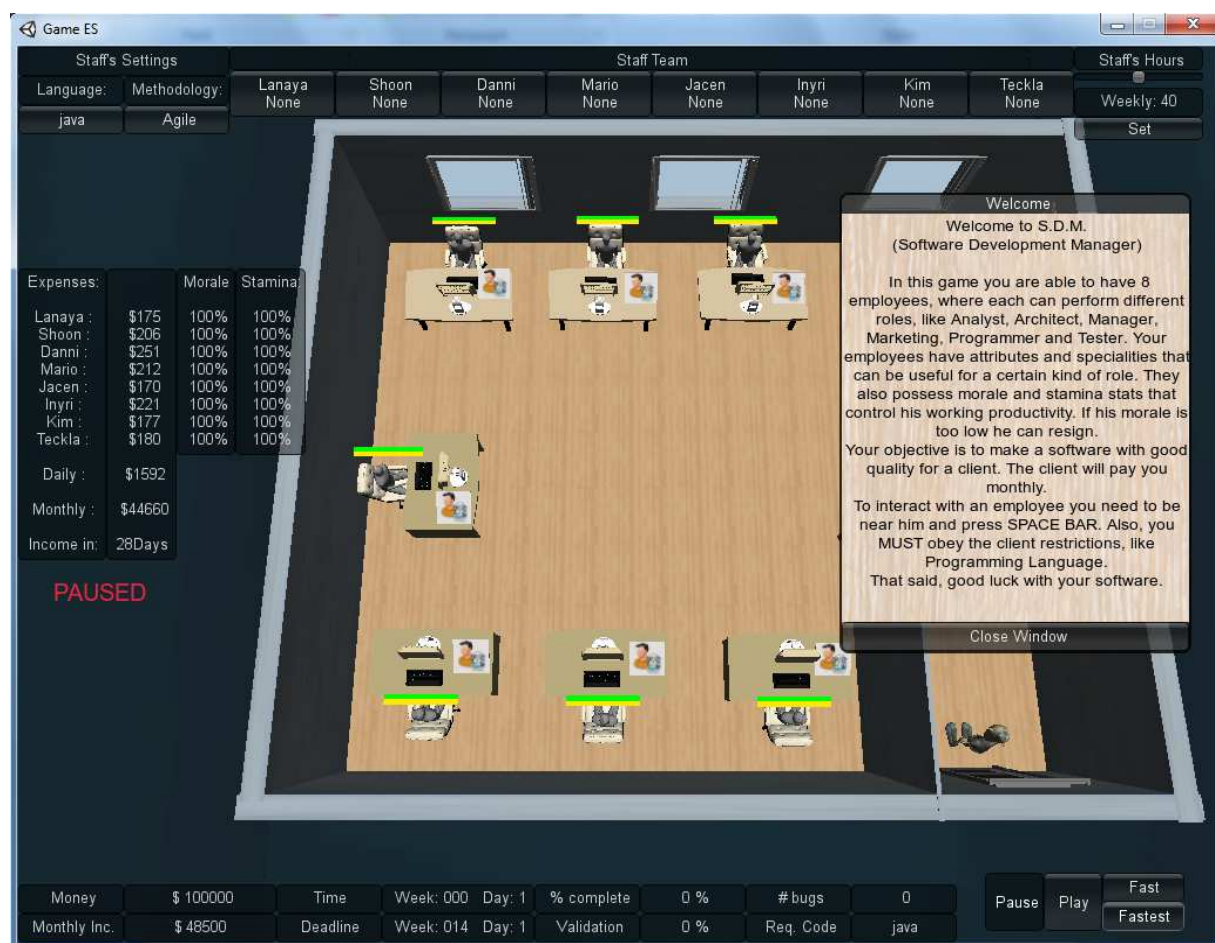 Game ES
Staff's Settings
Staff Team
Staff's Hours
Language: Methodology:
java Agile
Lanaya None
Shoon None
Danni None
Mario None
Jacen None
Inyri None
Kim None
Teckla None
Weekly: 40
Set
Expenses: Morale Stamina:
Lanaya : $175 100% 100%
Shoon : $206 100% 100%
Danni : $251 100% 100%
Mario : $212 100% 100%
Jacen : $170 100% 100%
Inyri : $221 100% 100%
Kim : $177 100% 100%
Teckla : $180 100% 100%
Daily : $1592
Monthly : $44660
Income in: 28Days
PAUSED
Welcome
Welcome to S.D.M.
(Software Development Manager)
In this game you are able to have 8
employees, where each can perform different
roles, like Analyst, Architect, Manager,
Marketing, Programmer and Tester. Your
employees have attributes and specialities that
can be useful for a certain kind of role. They
also possess morale and stamina stats that
control his working productivity. If his morale is
too low he can resign.
Your objective is to make a software with good
quality for a client. The client will pay you
monthly.
To interact with an employee you need to be
near him and press SPACE BAR. Also, you
MUST obey the client restrictions, like
Programming Language.
That said, good luck with your software.
Close Window
Money $ 100000 Time Week: 000 Day: 1 % complete 0 % # bugs 0
Monthly Inc. $ 48500 Deadline Week: 014 Day: 1 Validation 0 % Req. Code java
Pause Play Fast
Fastest